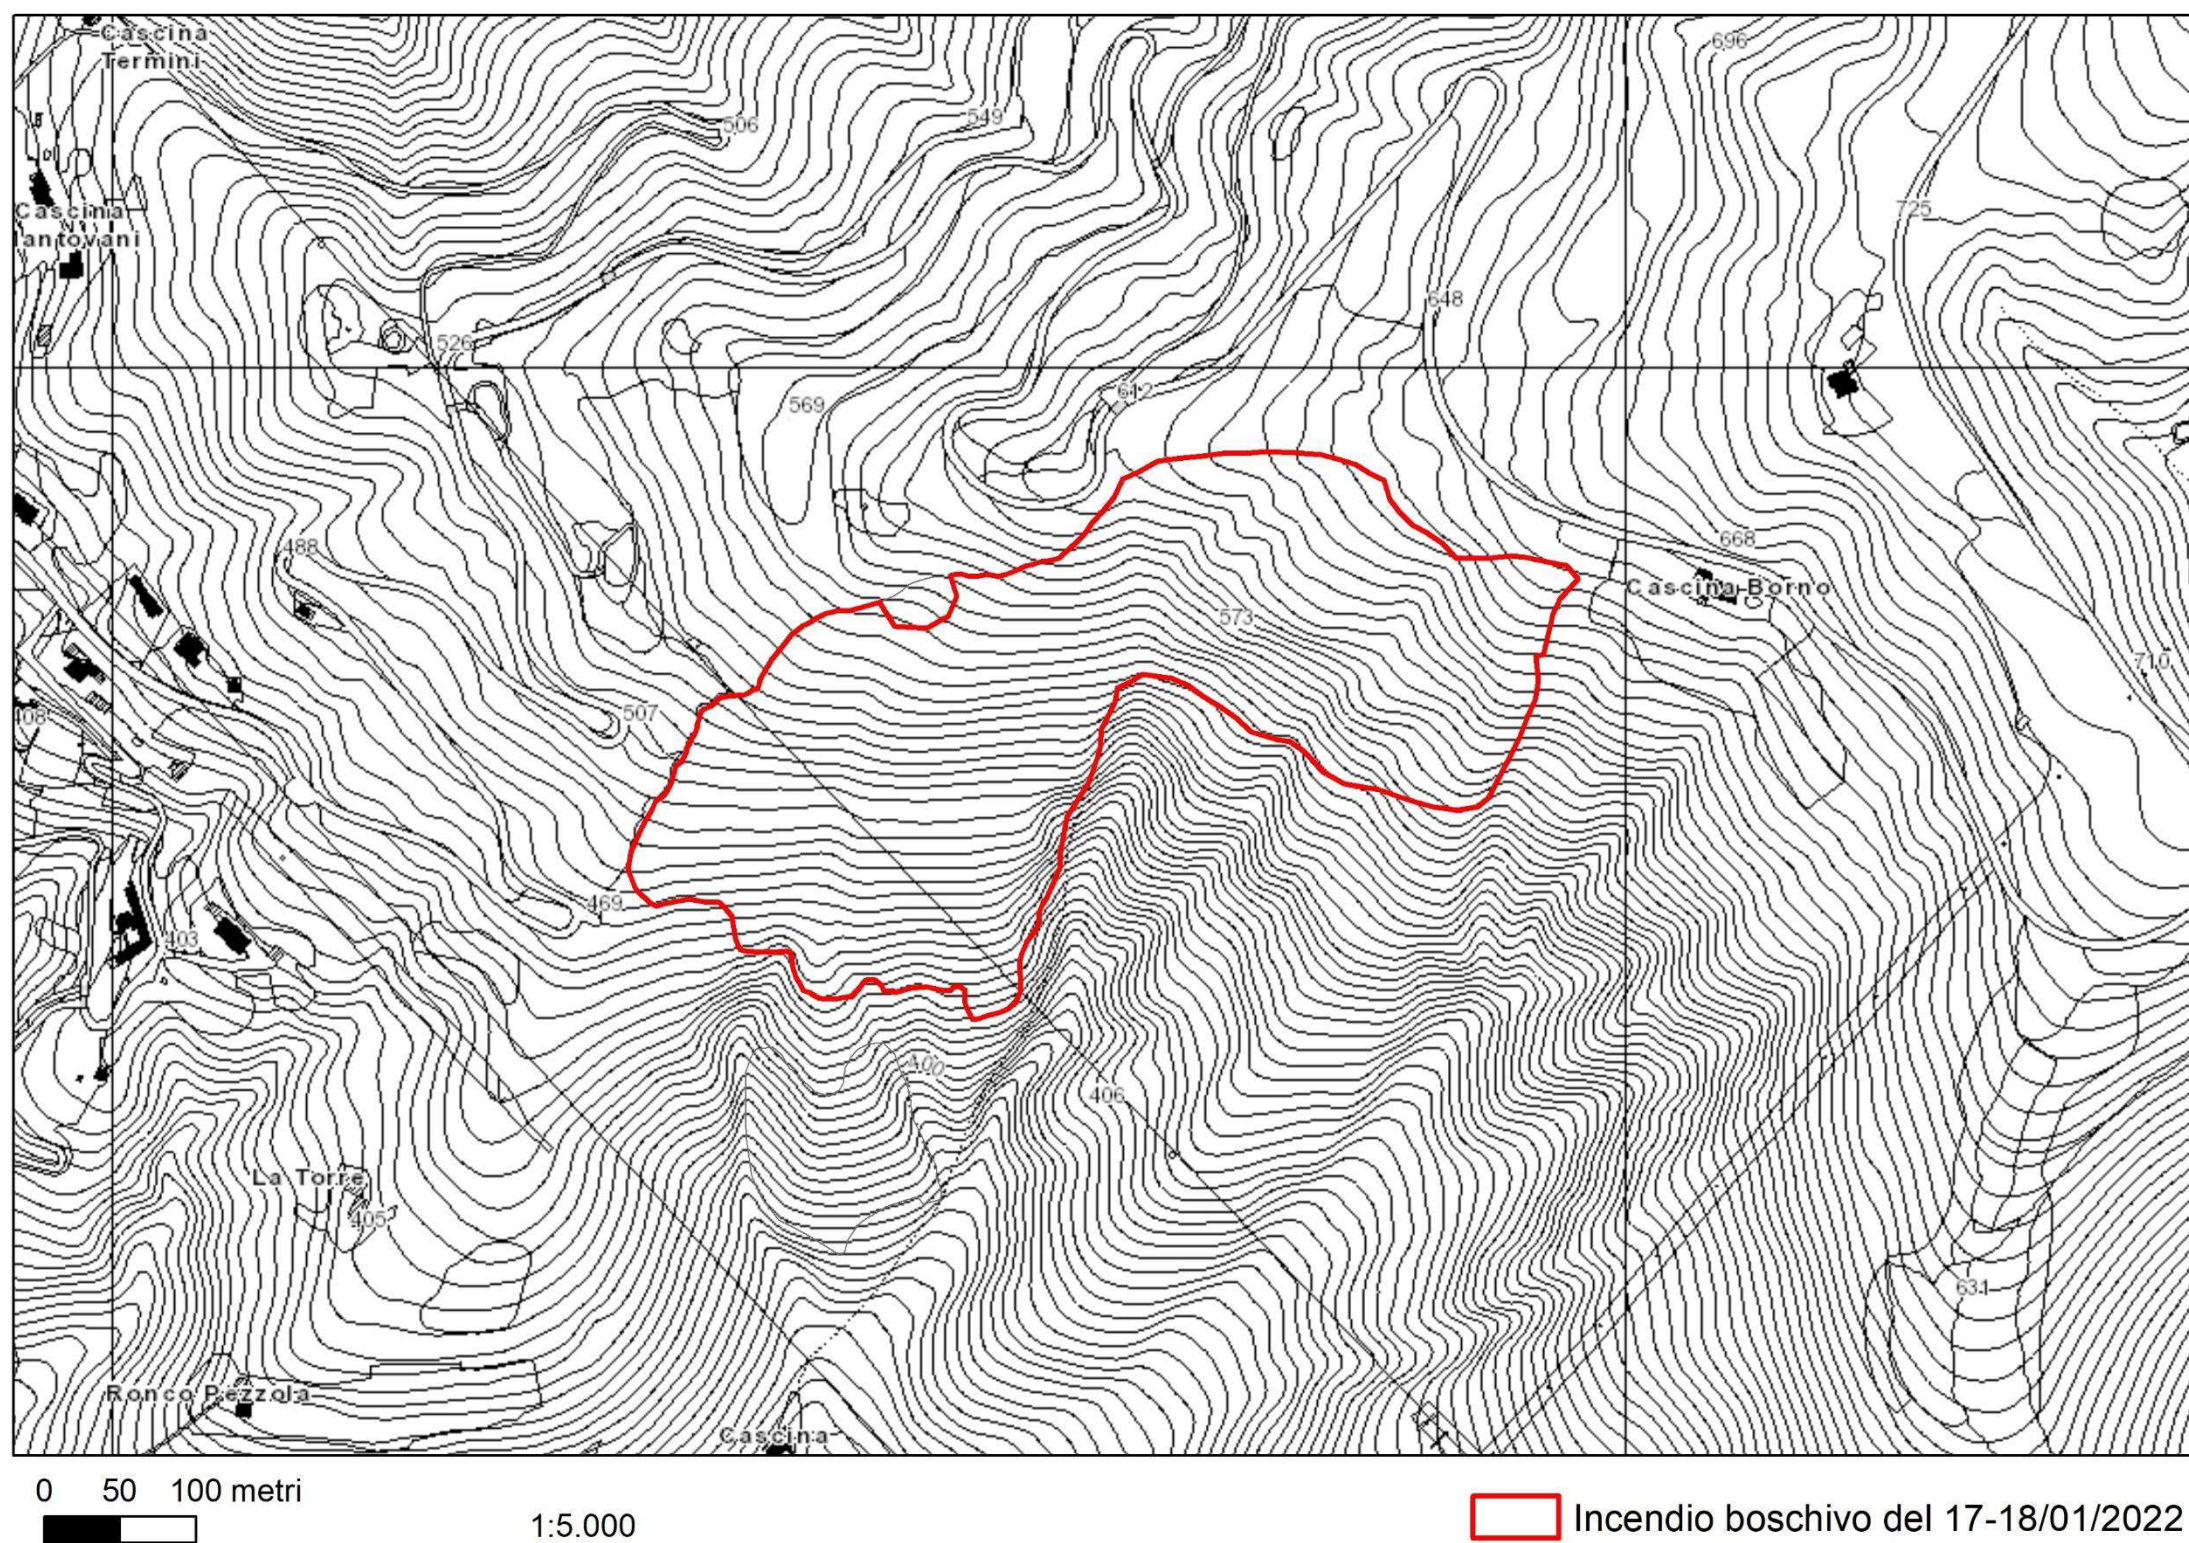 Cascina
Termini
696
506
549
Cascina
antovani
725
648
526
612
569
488
668
Cascina Borno
573
710
507
408
469
403
400
406
La Torre
405
631
Ronco Pezzola
Cascina
0 50 100 metri
1:5.000
Incendio boschivo del 17-18/01/2022